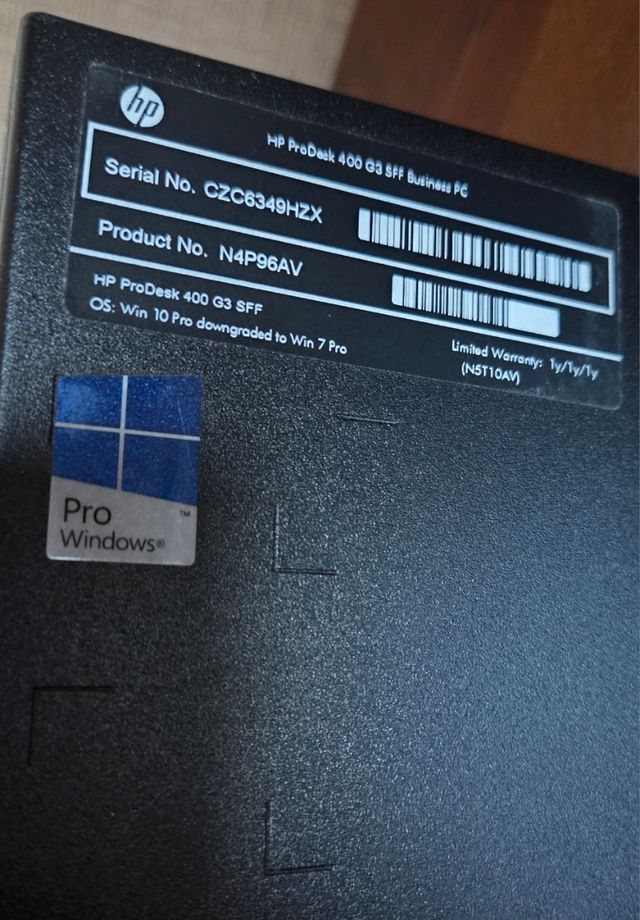 hp
HP ProDesk 400 G3 SFF Business PC
Serial No. CZC6349HZX
Product No. N4P96AV
HP ProDesk 400 G3 SFF
OS: Win 10 Pro downgraded to Win 7 Pro
Limited Warranty: 1y/1y/1y
(N5T10AV)
Pro ™
Windows®